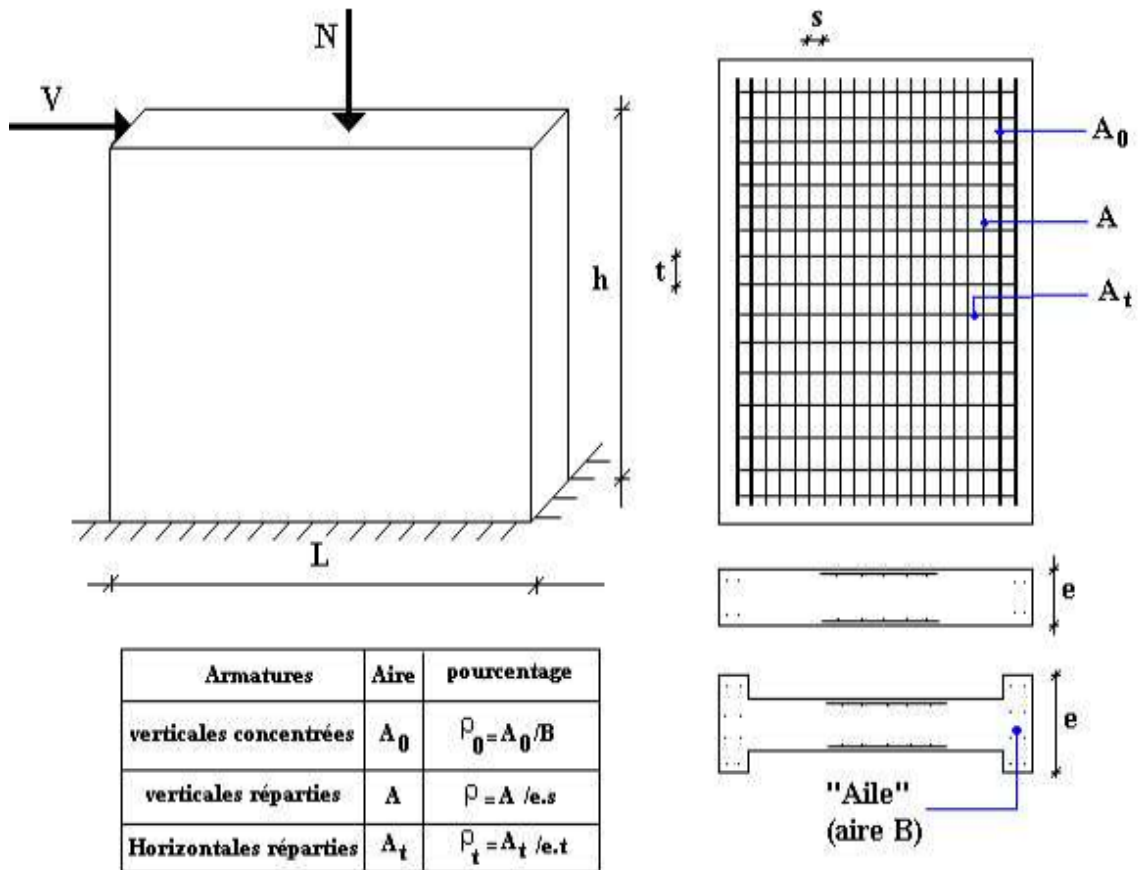 N
V
h
L
s
t
A0
A
At
e
e
"Aile"
(aire B)
Armatures Aire pourcentage
verticales concentrées A0 ρ0=A0/B
verticales réparties A ρ=A/e.s
Horizontales réparties At ρt=At/e.t